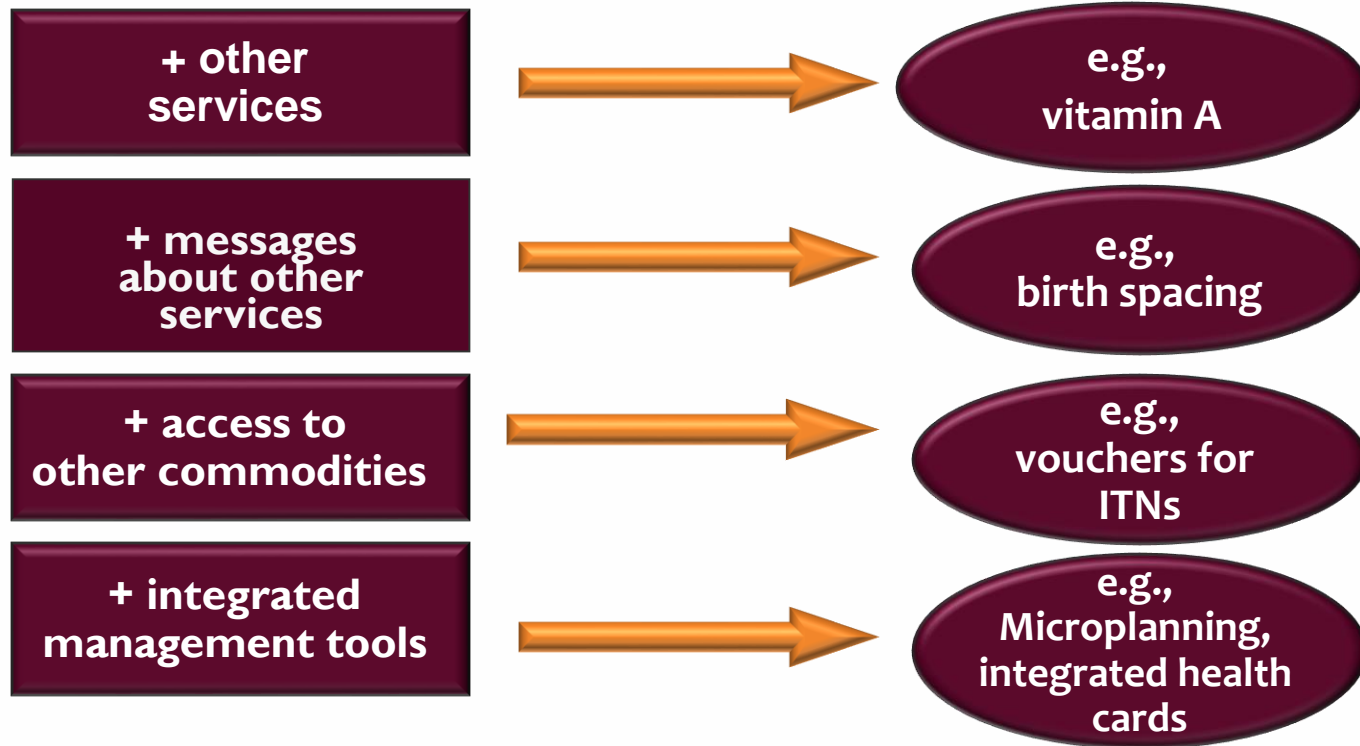 + other
services
e.g.,
vitamin A
+ messages
about other
services
e.g.,
birth spacing
+ access to
other commodities
e.g.,
vouchers for
ITNs
+ integrated
management tools
e.g.,
Microplanning,
integrated health
cards